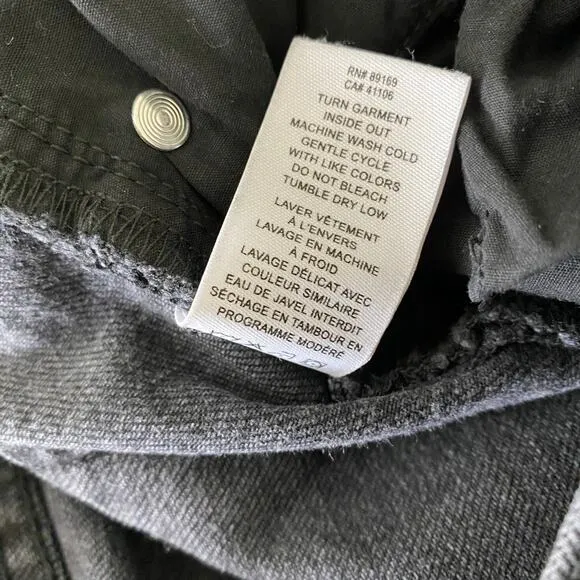 RN# 89169
CA# 41106
TURN GARMENT
INSIDE OUT
MACHINE WASH COLD
GENTLE CYCLE
WITH LIKE COLORS
DO NOT BLEACH
TUMBLE DRY LOW
LAVER VÊTEMENT
À L'ENVERS
LAVAGE EN MACHINE
À FROID
LAVAGE DÉLICAT AVEC
COULEUR SIMILAIRE
EAU DE JAVEL INTERDIT
SÉCHAGE EN TAMBOUR EN
PROGRAMME MODÉRÉ